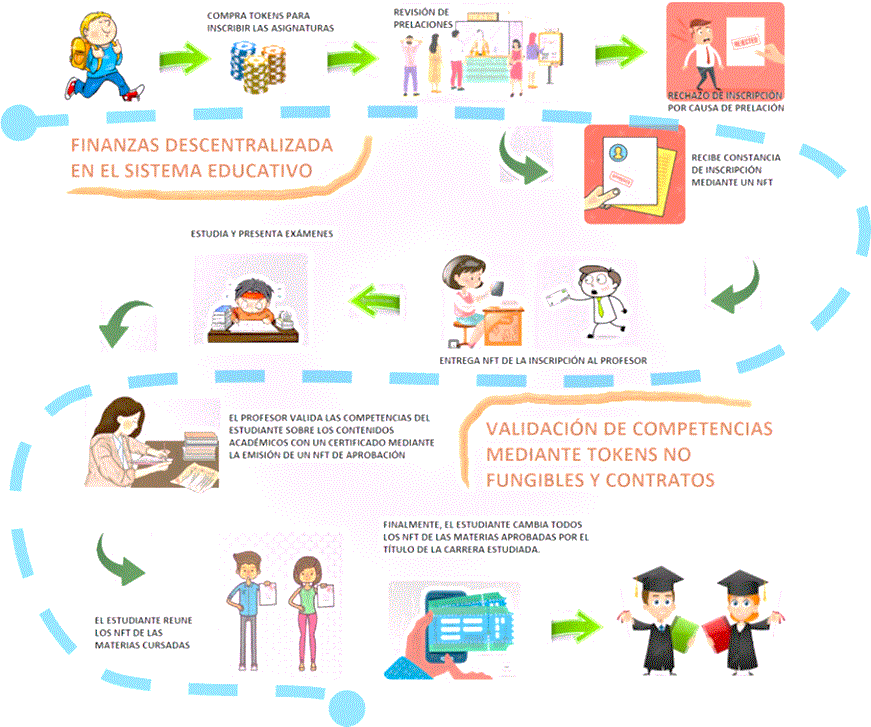 COMPRA TOKENS PARA
INSCRIBIR LAS ASIGNATURAS
REVISIÓN DE
PRELACIONES
REJECTED
RECHAZO DE INSCRIPCIÓN
POR CAUSA DE PRELACIÓN
FINANZAS DESCENTRALIZADA
EN EL SISTEMA EDUCATIVO
RECIBE CONSTANCIA
DE INSCRIPCIÓN
MEDIANTE UN NFT
ESTUDIA Y PRESENTA EXÁMENES
ENTREGA NFT DE LA INSCRIPCIÓN AL PROFESOR
EL PROFESOR VALIDA LAS COMPETENCIAS DEL
ESTUDIANTE SOBRE LOS CONTENIDOS
ACADÉMICOS CON UN CERTIFICADO MEDIANTE
LA EMISIÓN DE UN NFT DE APROBACIÓN
VALIDACIÓN DE COMPETENCIAS
MEDIANTE TOKENS NO
FUNGIBLES Y CONTRATOS
FINALMENTE, EL ESTUDIANTE CAMBIA TODOS
LOS NFT DE LAS MATERIAS APROBADAS POR EL
TÍTULO DE LA CARRERA ESTUDIADA.
EL ESTUDIANTE REUNE
LOS NFT DE LAS
MATERIAS CURSADAS